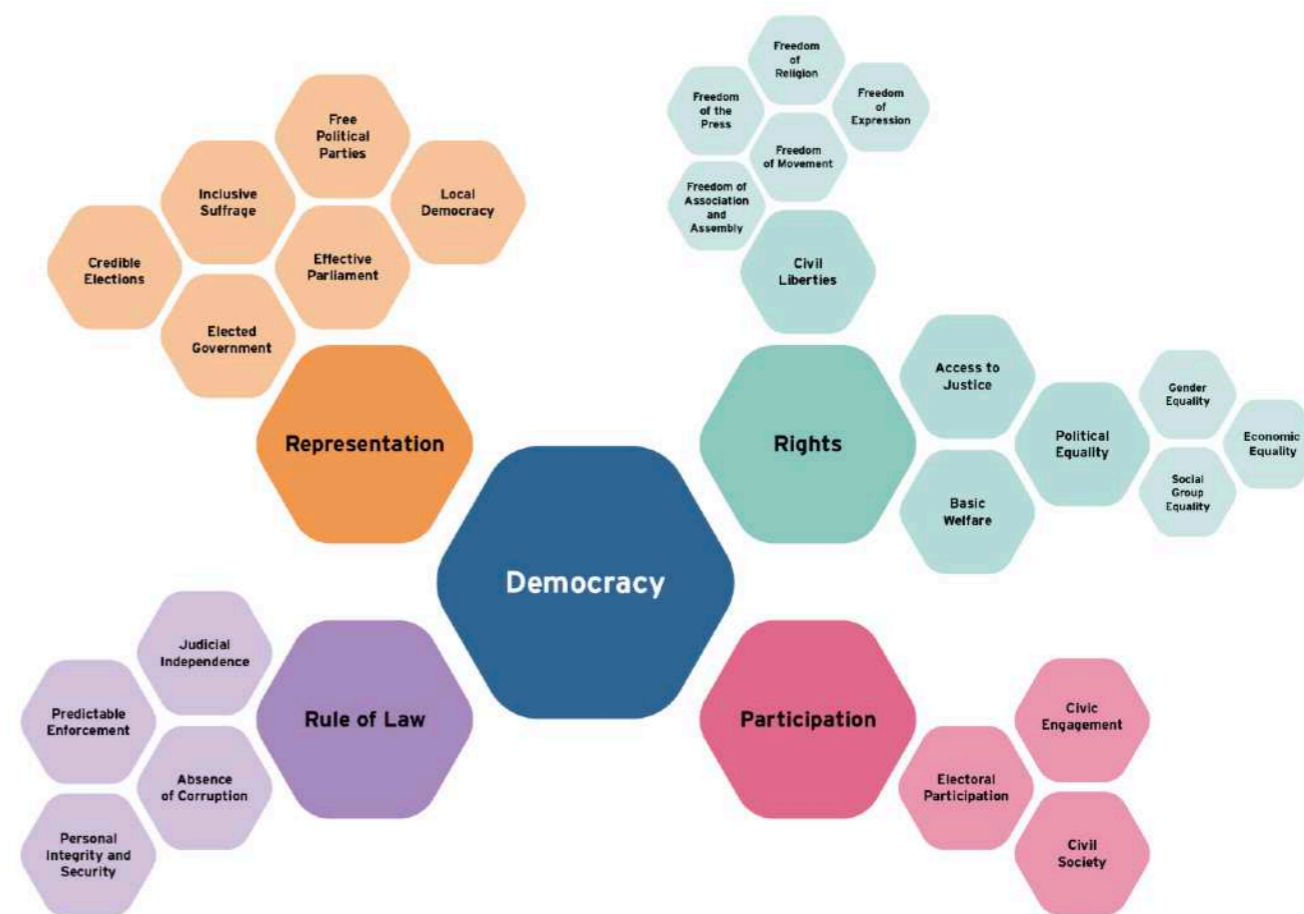 Free
Political
Parties
Inclusive
Suffrage
Local
Democracy
Credible
Elections
Effective
Parliament
Elected
Government
Representation
Freedom
of
Religion
Freedom
of the
Press
Freedom
of
Expression
Freedom
of Movement
Freedom of
Association
and
Assembly
Civil
Liberties
Rights
Access to
Justice
Political
Equality
Basic
Welfare
Gender
Equality
Economic
Equality
Social
Group
Equality
Democracy
Judicial
Independence
Predictable
Enforcement
Absence
of Corruption
Personal
Integrity and
Security
Rule of Law
Participation
Electoral
Participation
Civic
Engagement
Civil
Society